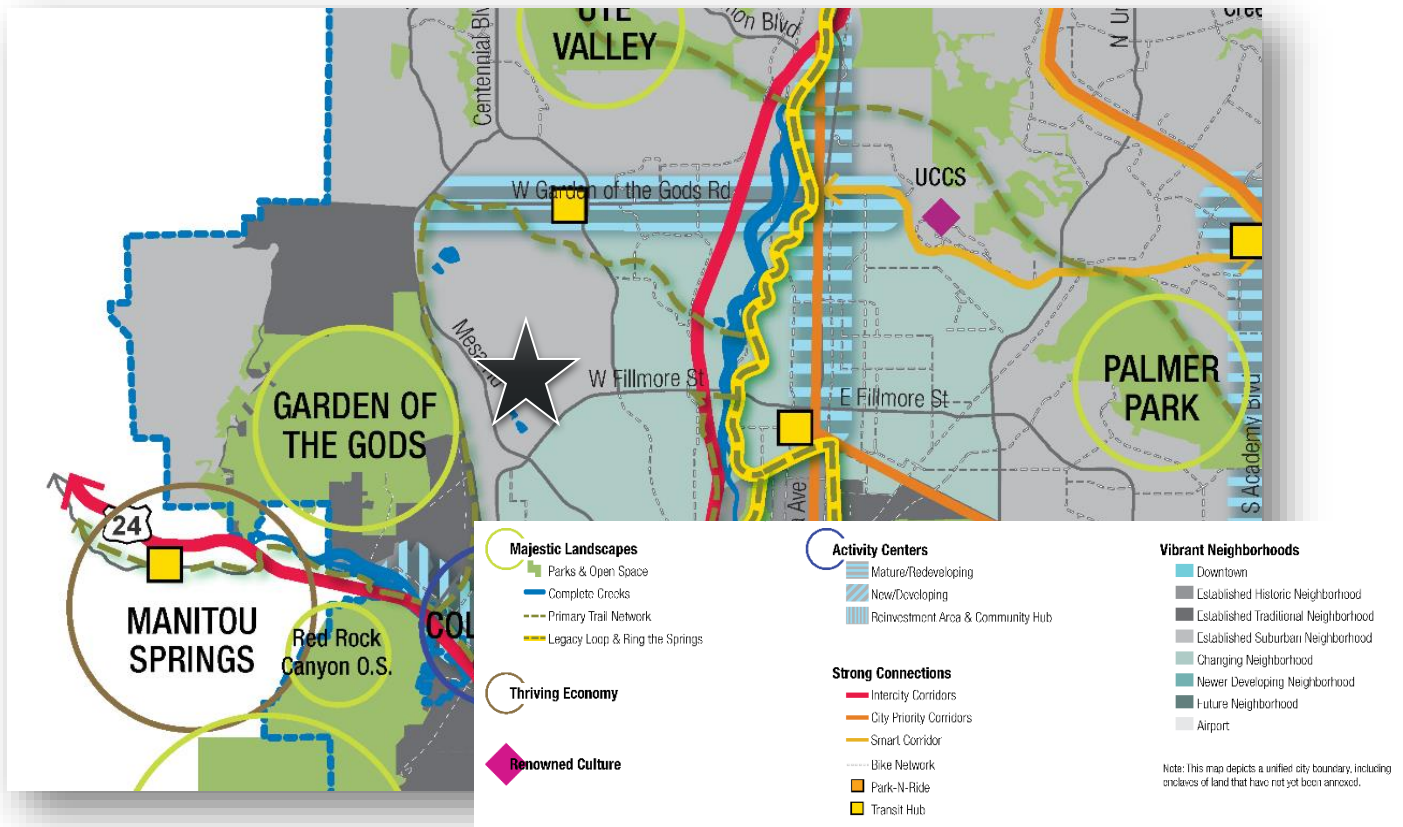 UTE
VALLEY
Centennial Blv
non Blvd
N Un
Cree
W Garden of the Gods Rd
UCCS
GARDEN OF
THE GODS
W Fillmore St
E Fillmore St
PALMER
PARK
S Academy Blvd
a Ave
24
MANITOU
SPRINGS
Red Rock
Canyon O.S.
COL
Majestic Landscapes
Parks & Open Space
Complete Creeks
Primary Trail Network
Legacy Loop & Ring the Springs
Thriving Economy
Renowned Culture
Activity Centers
Mature/Redeveloping
New/Developing
Reinvestment Area & Community Hub
Strong Connections
Intercity Corridors
City Priority Corridors
Smart Corridor
Bike Network
Park-N-Ride
Transit Hub
Vibrant Neighborhoods
Downtown
Established Historic Neighborhood
Established Traditional Neighborhood
Established Suburban Neighborhood
Changing Neighborhood
Newer Developing Neighborhood
Future Neighborhood
Airport
Note: This map depicts a unified city boundary, including
enclaves of land that have not yet been annexed.